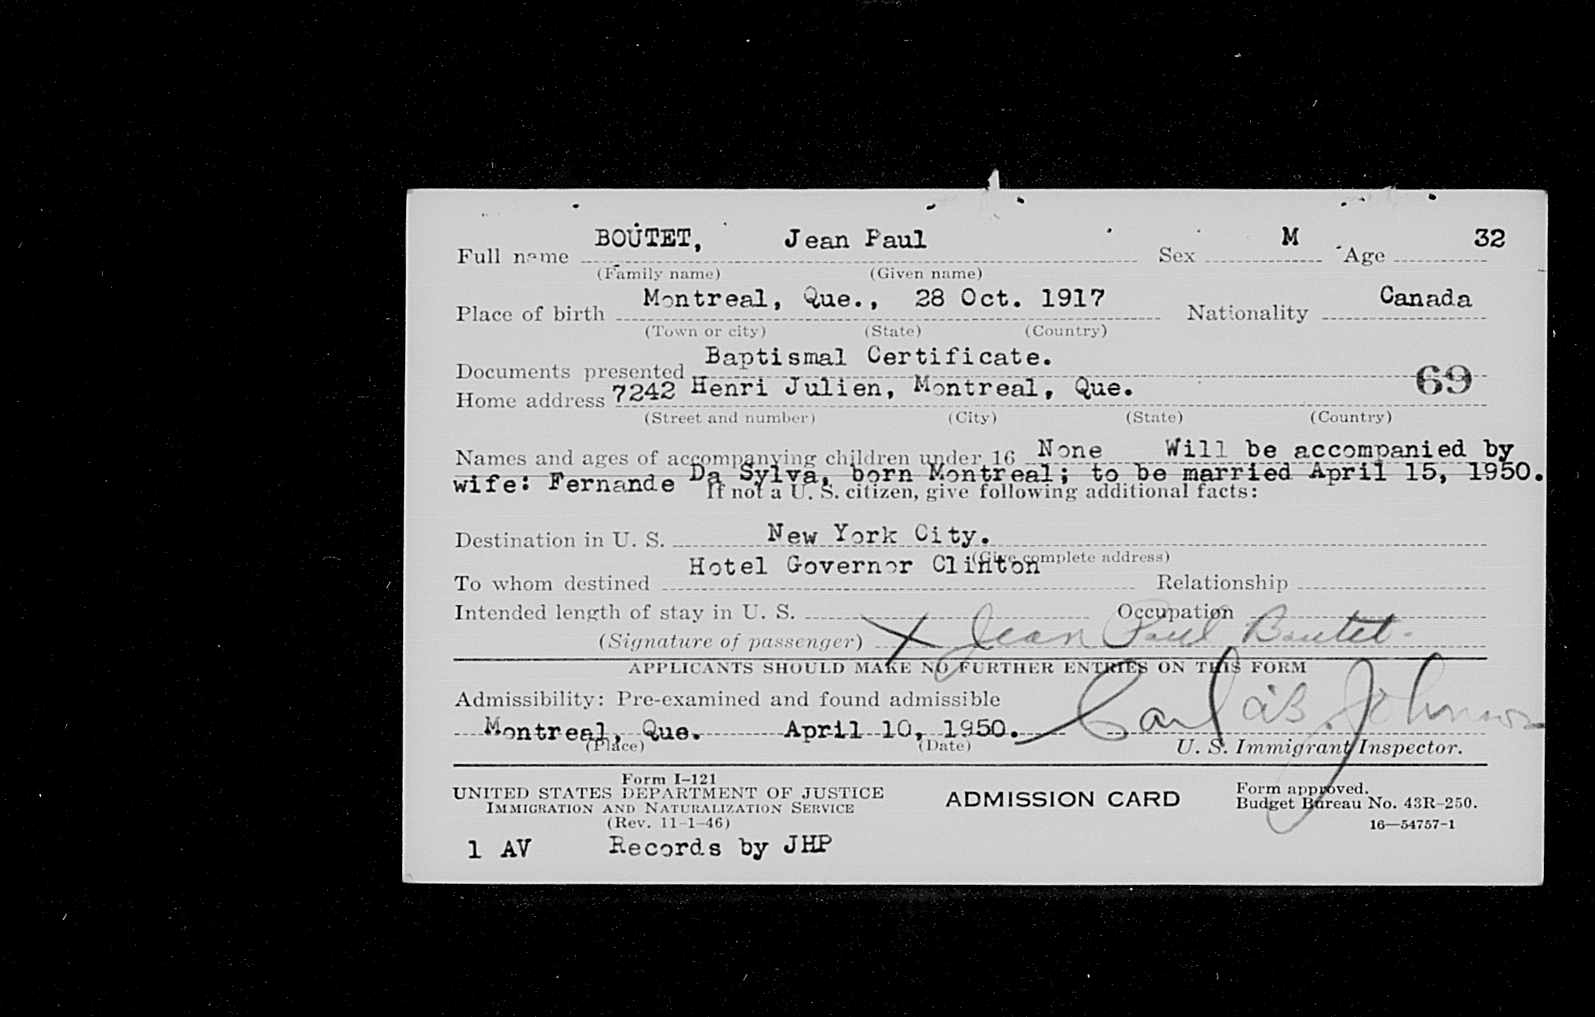 Full name BOUTET, Jean Paul Sex M Age 32
(Family name) (Given name)
Place of birth Montreal, Que., 28 Oct. 1917 Nationality Canada
(Town or city) (State) (Country)
Documents presented Baptismal Certificate.
69
Home address 7242 Henri Julien, Montreal, Que.
(Street and number) (City) (State) (Country)
Names and ages of accompanying children under 16 None Will be accompanied by
wife: Fernande Da Sylva, born Montreal; to be married April 15, 1950.
If not a U. S. citizen, give following additional facts:
Destination in U. S. New York City.
(Give complete address)
To whom destined Hotel Governor Clinton Relationship
Intended length of stay in U. S. Occupation
(Signature of passenger) X Jean Paul Boutet
APPLICANTS SHOULD MAKE NO FURTHER ENTRIES ON THIS FORM
Admissibility: Pre-examined and found admissible
Montreal, Que. April 10, 1950. Carl B. Johnson
(Place) (Date) U. S. Immigrant Inspector.
Form I-121
UNITED STATES DEPARTMENT OF JUSTICE
IMMIGRATION AND NATURALIZATION SERVICE
(Rev. 11-1-46)
ADMISSION CARD
Form approved.
Budget Bureau No. 43R-250.
16—54757-1
1 AV Records by JHP